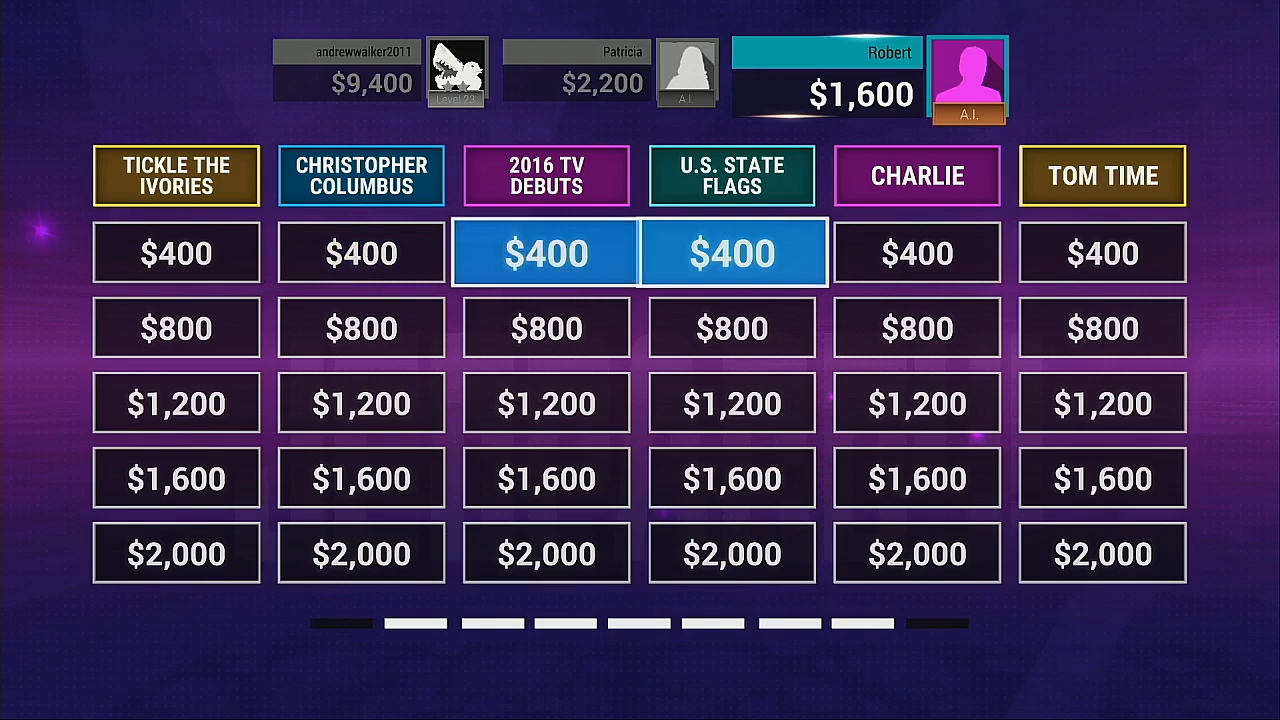 andrewwalker2011
$9,400
Level 23
Patricia
$2,200
A.I.
Robert
$1,600
A.I.
TICKLE THE
IVORIES
CHRISTOPHER
COLUMBUS
2016 TV
DEBUTS
U.S. STATE
FLAGS
CHARLIE
TOM TIME
$400 $400 $400 $400 $400 $400
$800 $800 $800 $800 $800 $800
$1,200 $1,200 $1,200 $1,200 $1,200 $1,200
$1,600 $1,600 $1,600 $1,600 $1,600 $1,600
$2,000 $2,000 $2,000 $2,000 $2,000 $2,000